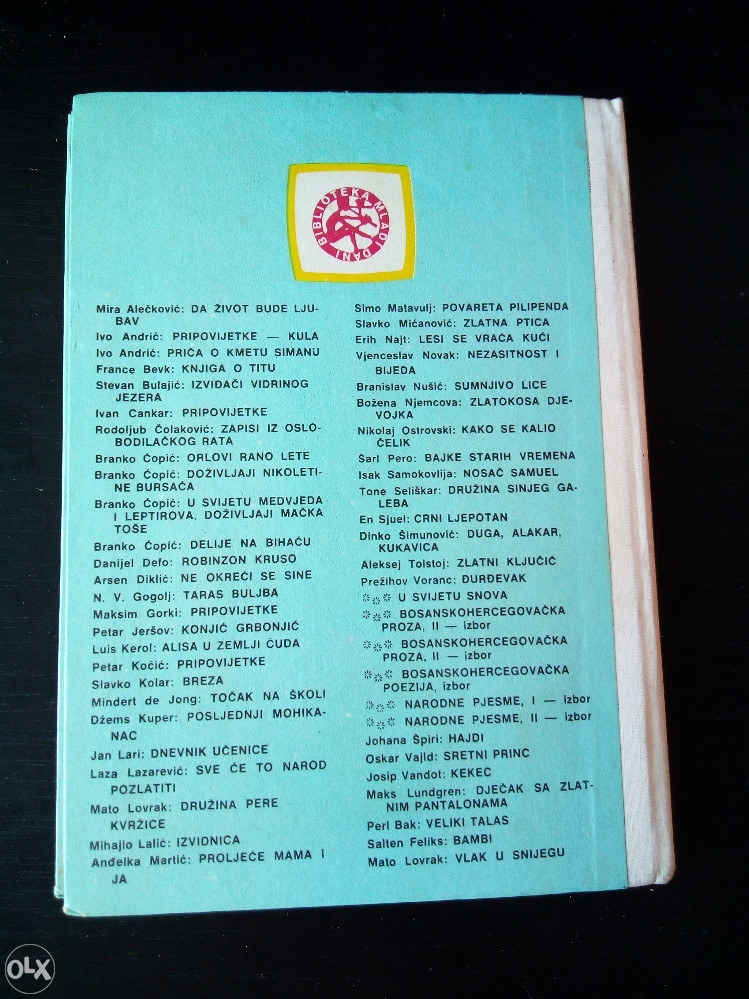 BIBLIOTEKA MLADI DANI
Mira Alečković: DA ŽIVOT BUDE LJU-
BAV
Ivo Andrić: PRIPOVIJETKE — KULA
Ivo Andrić: PRIČA O KMETU SIMANU
France Bevk: KNJIGA O TITU
Stevan Bulajić: IZVIĐAČI VIDRINOG
JEZERA
Ivan Cankar: PRIPOVIJETKE
Rodoljub Čolaković: ZAPISI IZ OSLO-
BODILAČKOG RATA
Branko Ćopić: ORLOVI RANO LETE
Branko Ćopić: DOŽIVLJAJI NIKOLETI-
NE BURSAĆA
Branko Ćopić: U SVIJETU MEDVJEDA
I LEPTIROVA, DOŽIVLJAJI MAČKA
TOŠE
Branko Ćopić: DELIJE NA BIHAĆU
Danijel Defo: ROBINZON KRUSO
Arsen Diklić: NE OKREĆI SE SINE
N. V. Gogolj: TARAS BULJBA
Maksim Gorki: PRIPOVIJETKE
Petar Jeršov: KONJIĆ GRBONJIĆ
Luis Kerol: ALISA U ZEMLJI ČUDA
Petar Kočić: PRIPOVIJETKE
Slavko Kolar: BREZA
Mindert de Jong: TOČAK NA ŠKOLI
Džems Kuper: POSLJEDNJI MOHIKA-
NAC
Jan Lari: DNEVNIK UČENICE
Laza Lazarević: SVE ĆE TO NAROD
POZLATITI
Mato Lovrak: DRUŽINA PERE
KVRŽICE
Mihajlo Lalić: IZVIDNICA
Anđelka Martić: PROLJEĆE MAMA I
JA
Simo Matavulj: POVARETA PILIPENDA
Slavko Mićanović: ZLATNA PTICA
Erih Najt: LESI SE VRAĆA KUĆI
Vjenceslav Novak: NEZASITNOST I
BIJEDA
Branislav Nušić: SUMNJIVO LICE
Božena Njemcova: ZLATOKOSA DJE-
VOJKA
Nikolaj Ostrovski: KAKO SE KALIO
ČELIK
Šarl Pero: BAJKE STARIH VREMENA
Isak Samokovlija: NOSAČ SAMUEL
Tone Seliškar: DRUŽINA SINJEG GA-
LEBA
En Sjuel: CRNI LJEPOTAN
Dinko Šimunović: DUGA, ALAKAR,
KUKAVICA
Aleksej Tolstoj: ZLATNI KLJUČIĆ
Prežihov Voranc: ĐURĐEVAK
U SVIJETU SNOVA
BOSANSKOHERCEGOVAČKA
PROZA, II — izbor
BOSANSKOHERCEGOVAČKA
PROZA, II — izbor
BOSANSKOHERCEGOVAČKA
POEZIJA, izbor
NARODNE PJESME, I — izbor
NARODNE PJESME, II — izbor
Johana Špiri: HAJDI
Oskar Vajld: SRETNI PRINC
Josip Vandot: KEKEC
Maks Lundgren: DJEČAK SA ZLAT-
NIM PANTALONAMA
Perl Bak: VELIKI TALAS
Salten Feliks: BAMBI
Mato Lovrak: VLAK U SNIJEGU
OLX